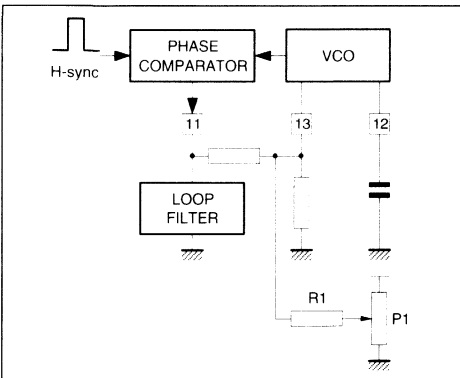 PHASE
COMPARATOR
VCO
H-sync
11
13
12
LOOP
FILTER
R1
P1